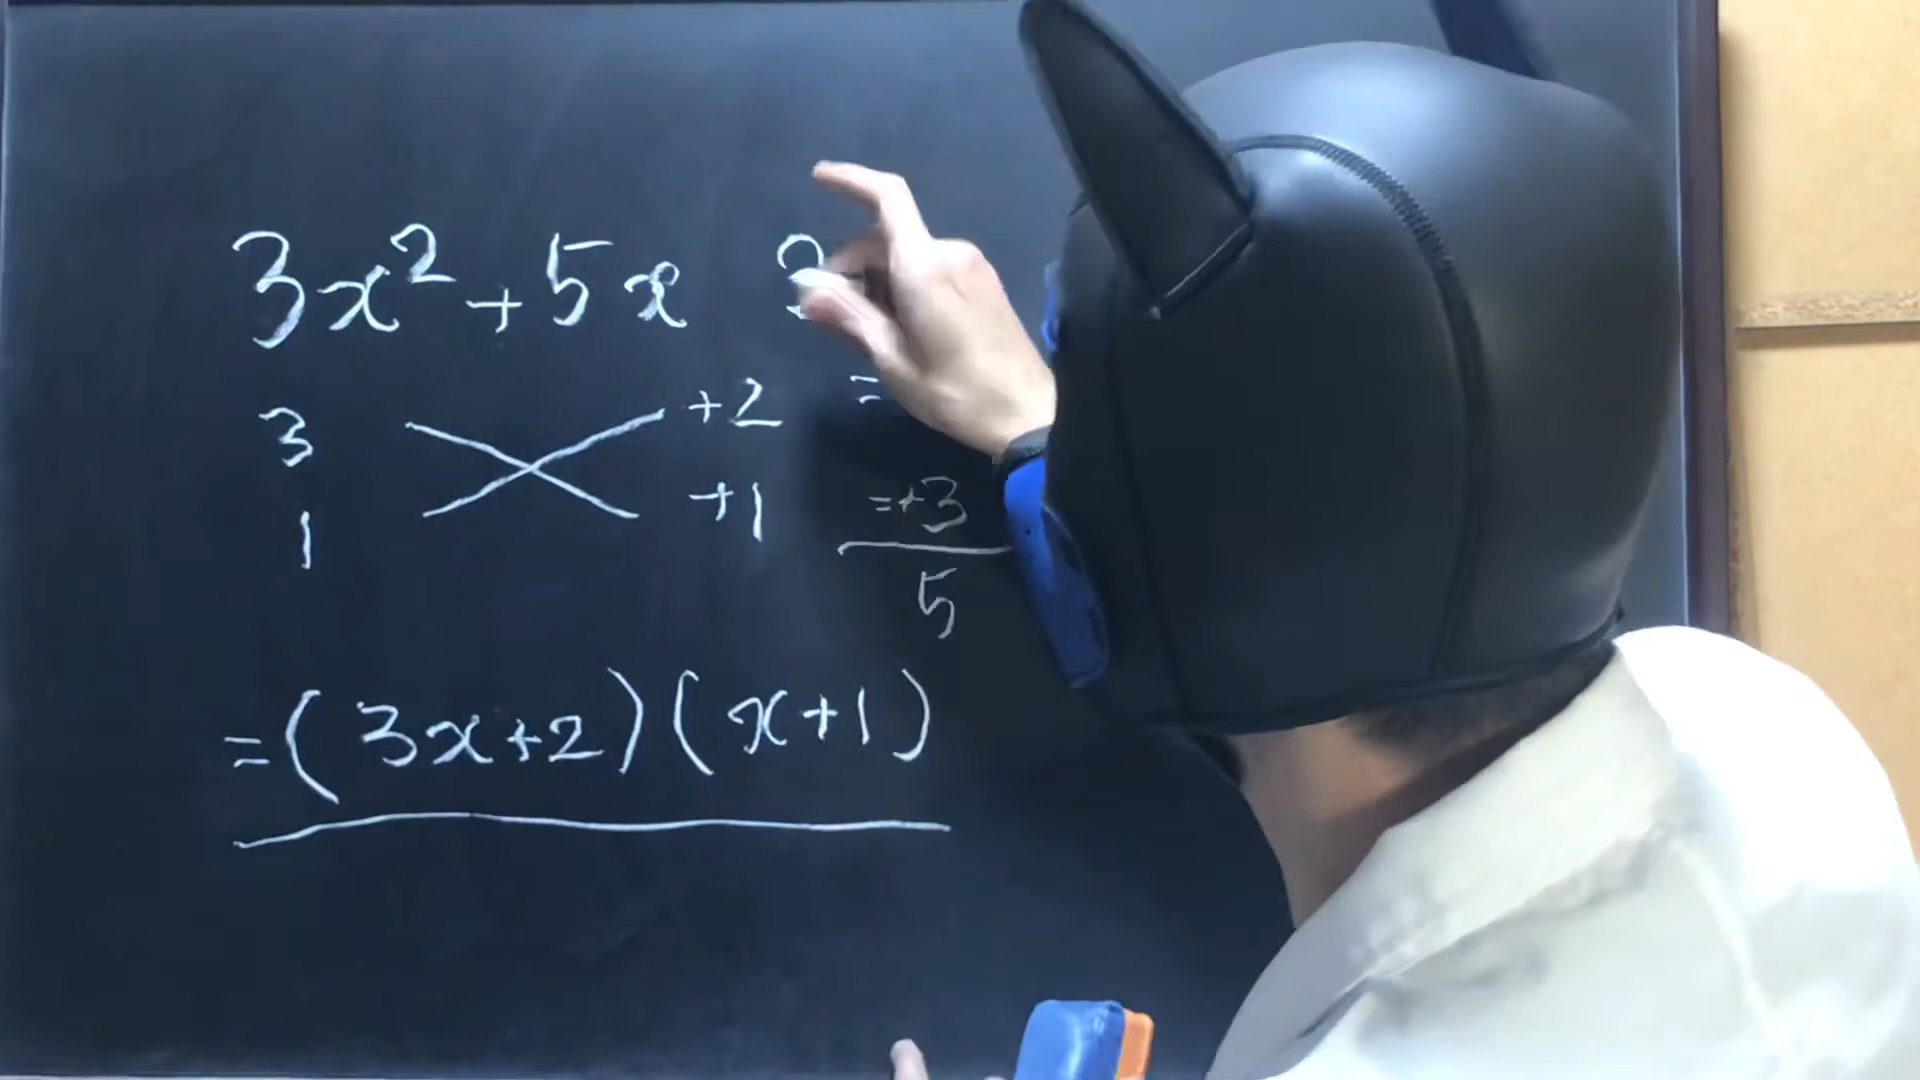 3x²+5x
3 +2 =
1 +1 =+3
5
=(3x+2)(x+1)